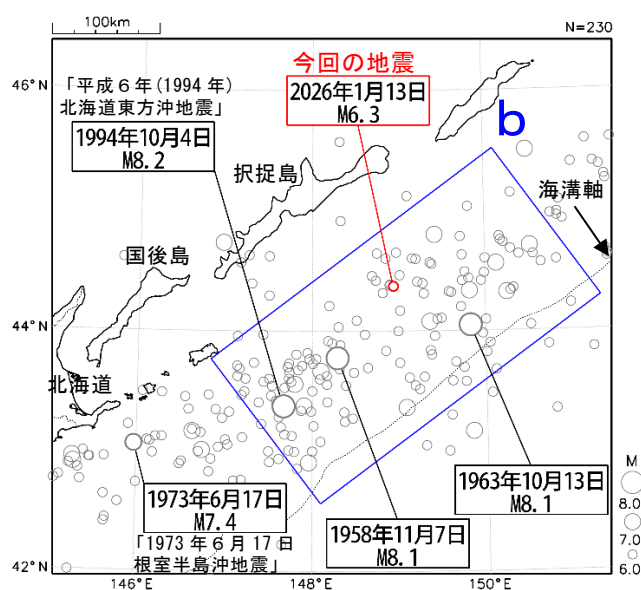 100km
N=230
46°N
44°N
42°N
146°E
148°E
150°E
「平成６年(1994 年)
北海道東方沖地震」
1994年10月4日
M8.2
今回の地震
2026年1月13日
M6.3
b
択捉島
海溝軸
国後島
北海道
1973年6月17日
M7.4
「1973 年６月 17 日
根室半島沖地震」
1958年11月7日
M8.1
1963年10月13日
M8.1
M
8.0
7.0
6.0